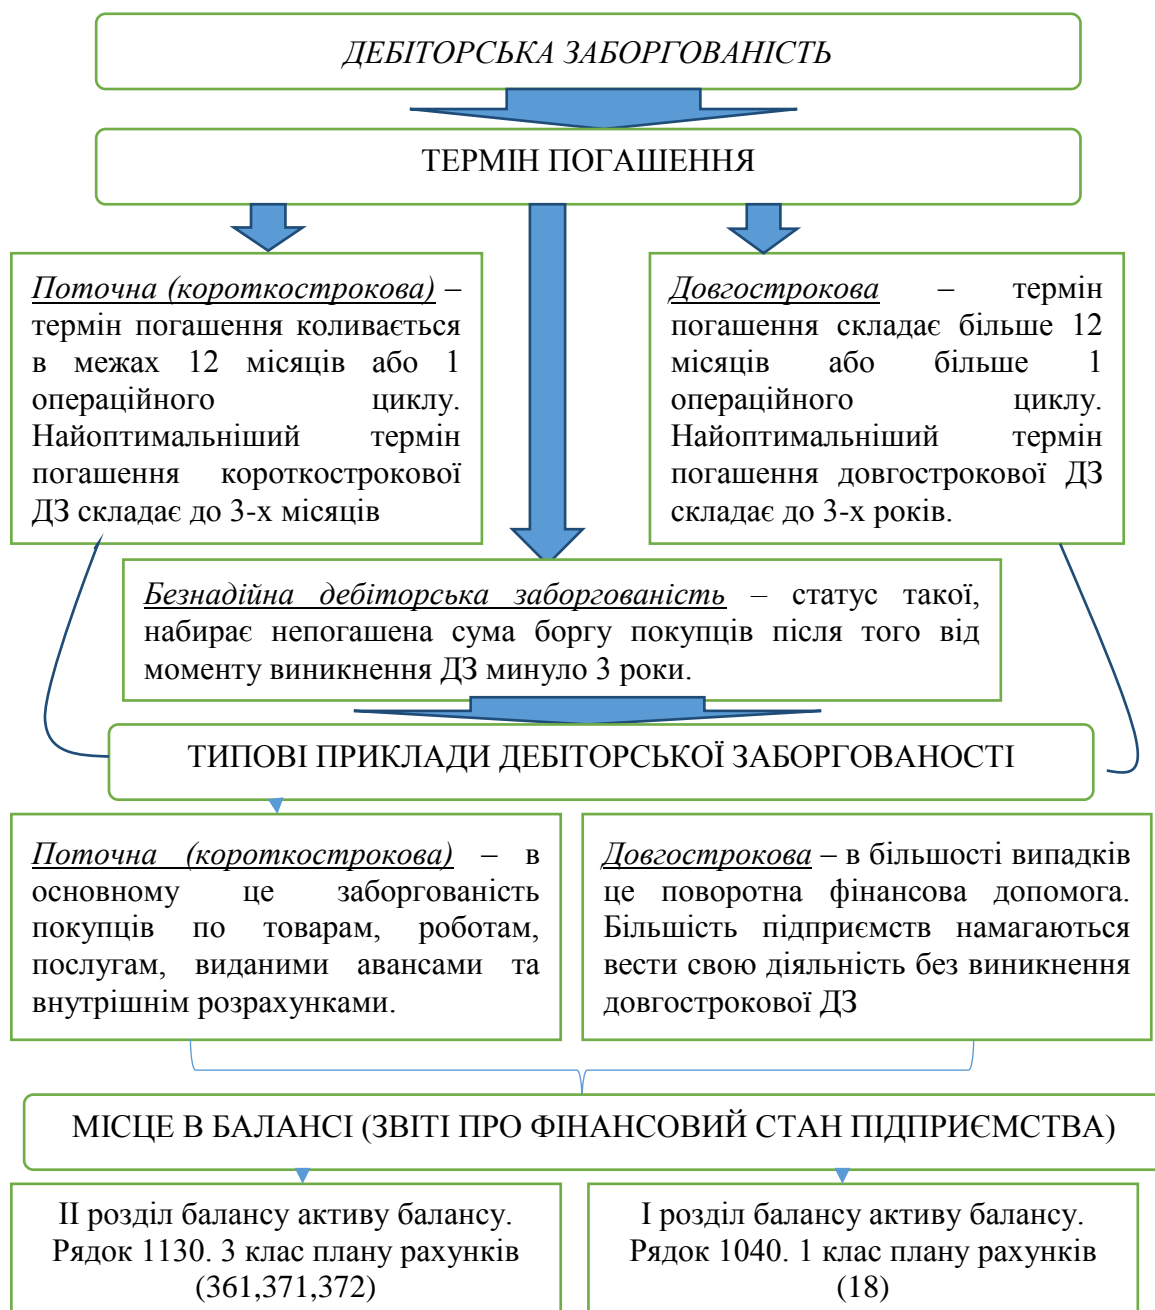 ДЕБІТОРСЬКА ЗАБОРГОВАНІСТЬ
ТЕРМІН ПОГАШЕННЯ
Поточна (короткострокова) –
термін погашення коливається
в межах 12 місяців або 1
операційного циклу.
Найоптимальніший термін
погашення короткострокової
ДЗ складає до 3-х місяців
Довгострокова – термін
погашення складає більше 12
місяців або більше 1
операційного циклу.
Найоптимальніший термін
погашення довгострокової ДЗ
складає до 3-х років.
Безнадійна дебіторська заборгованість – статус такої,
набирає непогашена сума боргу покупців після того від
моменту виникнення ДЗ минуло 3 роки.
ТИПОВІ ПРИКЛАДИ ДЕБІТОРСЬКОЇ ЗАБОРГОВАНОСТІ
Поточна (короткострокова) – в
основному це заборгованість
покупців по товарам, роботам,
послугам, виданими авансами та
внутрішнім розрахунками.
Довгострокова – в більшості випадків
це поворотна фінансова допомога.
Більшість підприємств намагаються
вести свою діяльність без виникнення
довгострокової ДЗ
МІСЦЕ В БАЛАНСІ (ЗВІТІ ПРО ФІНАНСОВИЙ СТАН ПІДПРИЄМСТВА)
ІІ розділ балансу активу балансу.
Рядок 1130. 3 клас плану рахунків
(361,371,372)
І розділ балансу активу балансу.
Рядок 1040. 1 клас плану рахунків
(18)